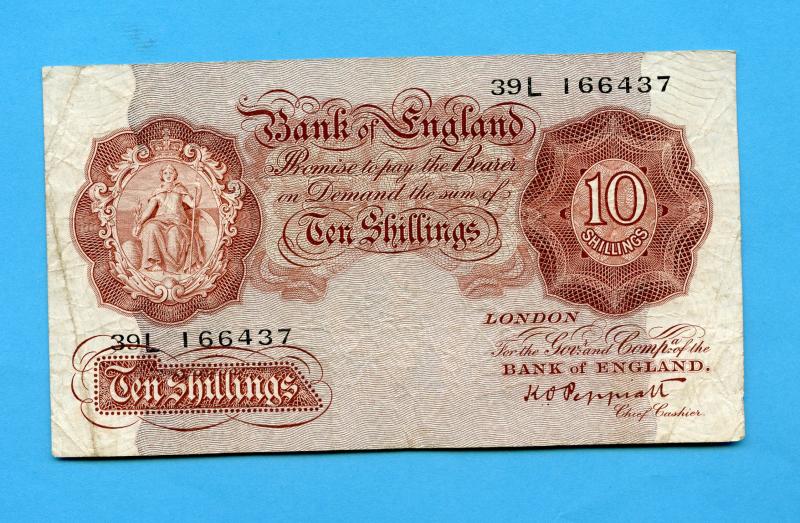 39L 166437
Bank of England
Promise to pay the Bearer
on Demand the sum of
Ten Shillings
10
SHILLINGS
39L 166437
Ten Shillings
LONDON
For the Govr. and Compa. of the
BANK of ENGLAND.
K O Peppiatt
Chief Cashier.